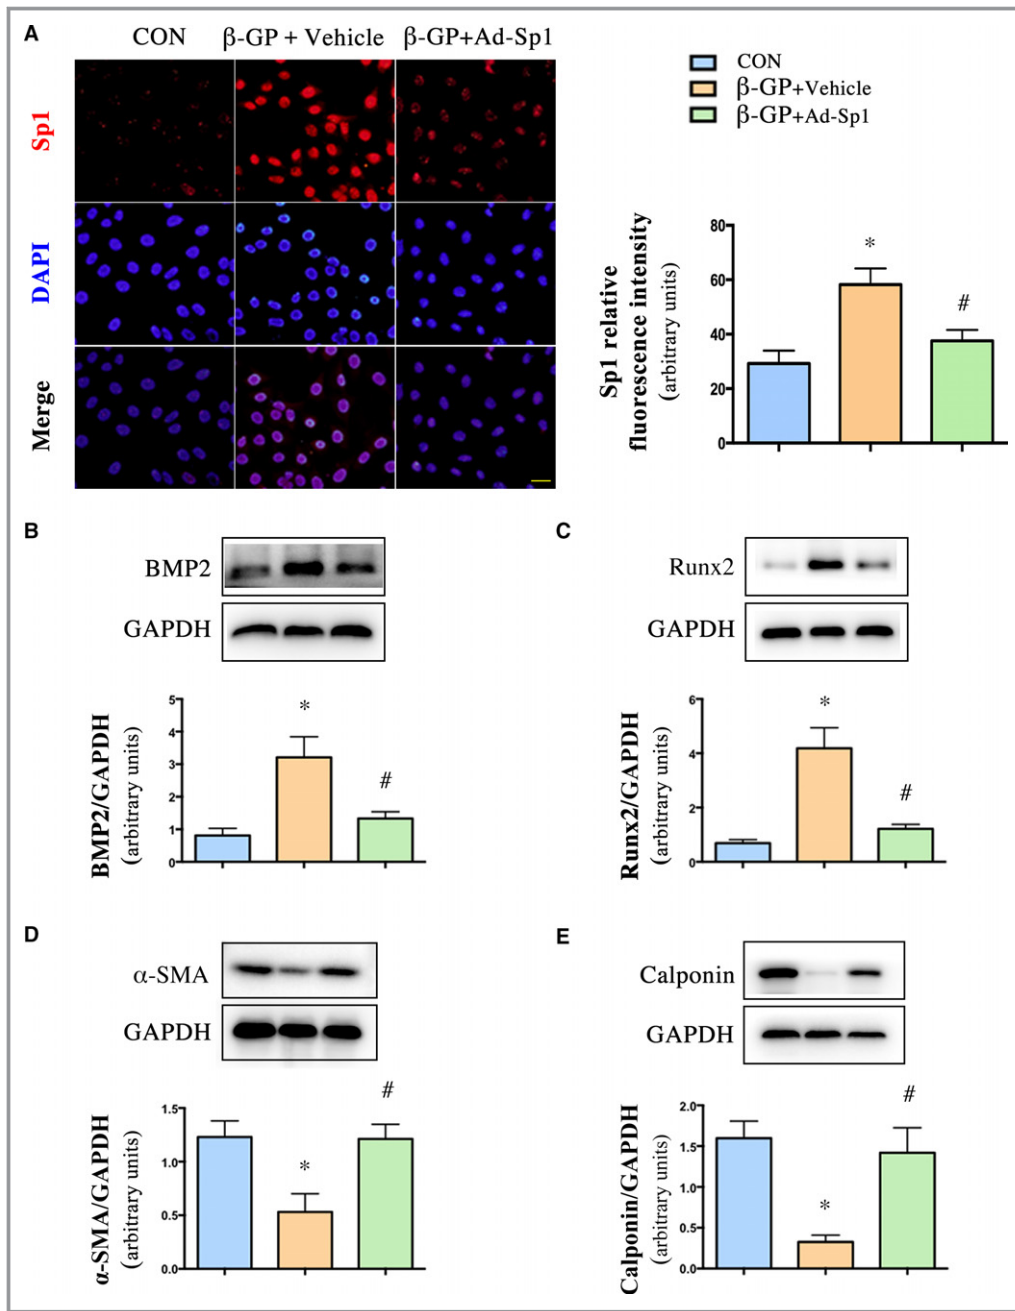 A
CON
β-GP + Vehicle
β-GP+Ad-Sp1
Sp1
DAPI
Merge
CON
β-GP+Vehicle
β-GP+Ad-Sp1
Sp1 relative
fluorescence intensity
(arbitrary units)
80
60
40
20
0
*
#
B
BMP2
GAPDH
BMP2/GAPDH
(arbitrary units)
5
4
3
2
1
0
*
#
C
Runx2
GAPDH
Runx2/GAPDH
(arbitrary units)
6
4
2
0
*
#
D
α-SMA
GAPDH
α-SMA/GAPDH
(arbitrary units)
1.5
1.0
0.5
0.0
*
#
E
Calponin
GAPDH
Calponin/GAPDH
(arbitrary units)
2.0
1.5
1.0
0.5
0.0
*
#